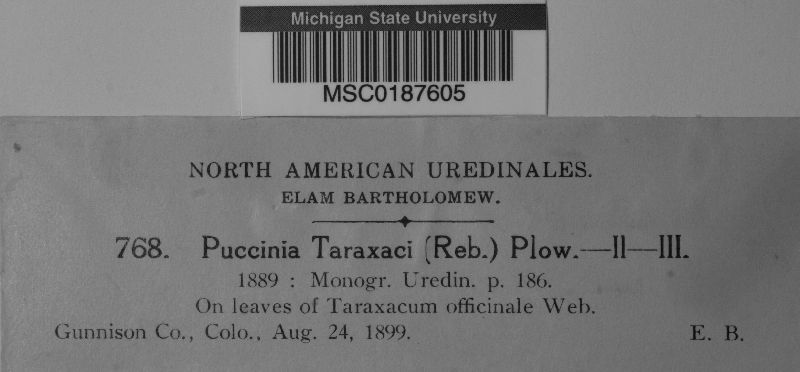 Michigan State University
MSC0187605
NORTH AMERICAN UREDINALES.
ELAM BARTHOLOMEW.
768. Puccinia Taraxaci (Reb.) Plow.—II—III.
1889 : Monogr. Uredin. p. 186.
On leaves of Taraxacum officinale Web.
Gunnison Co., Colo., Aug. 24, 1899. E. B.